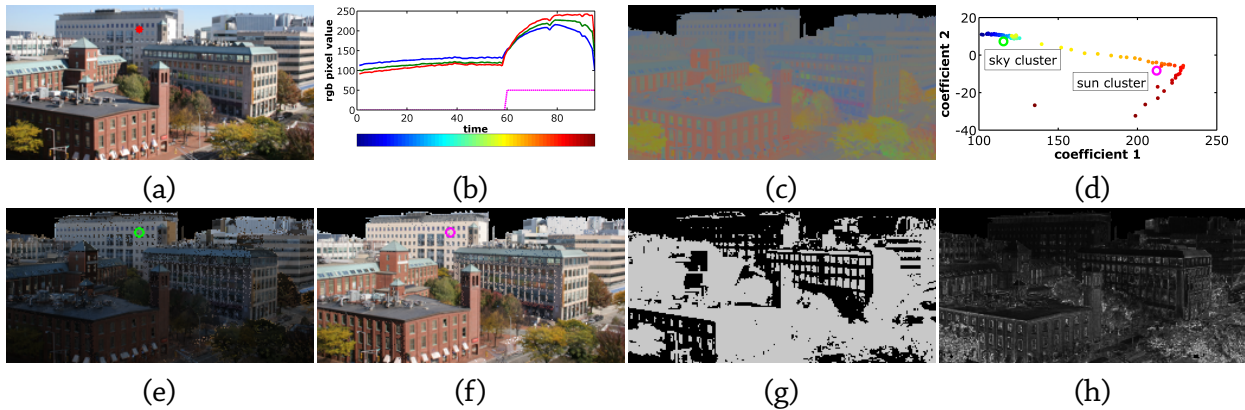 250
200
150
100
50
0
0
20
40
60
80
rgb pixel value
time
20
10
0
-20
-40
sky cluster
sun cluster
coefficient 2
100
150
200
250
coefficient 1
(a)
(b)
(c)
(d)
(e)
(f)
(g)
(h)